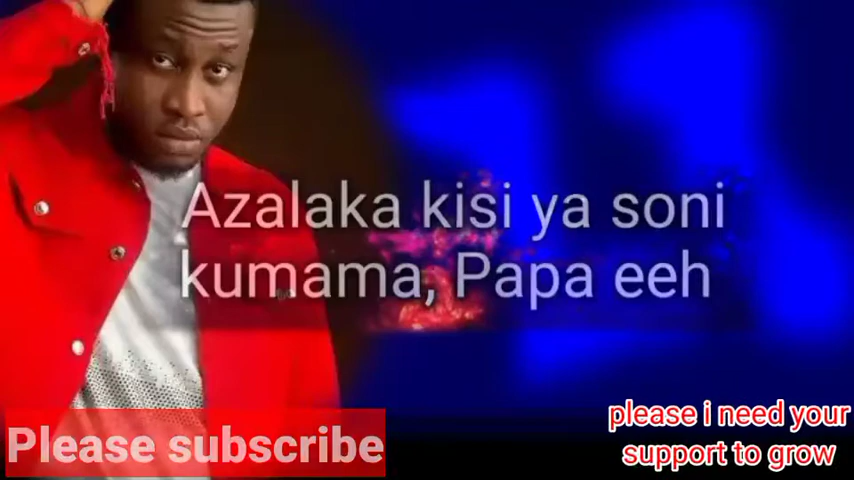 Azalaka kisi ya soni
kumama, Papa eeh
Please subscribe
please i need your
support to grow